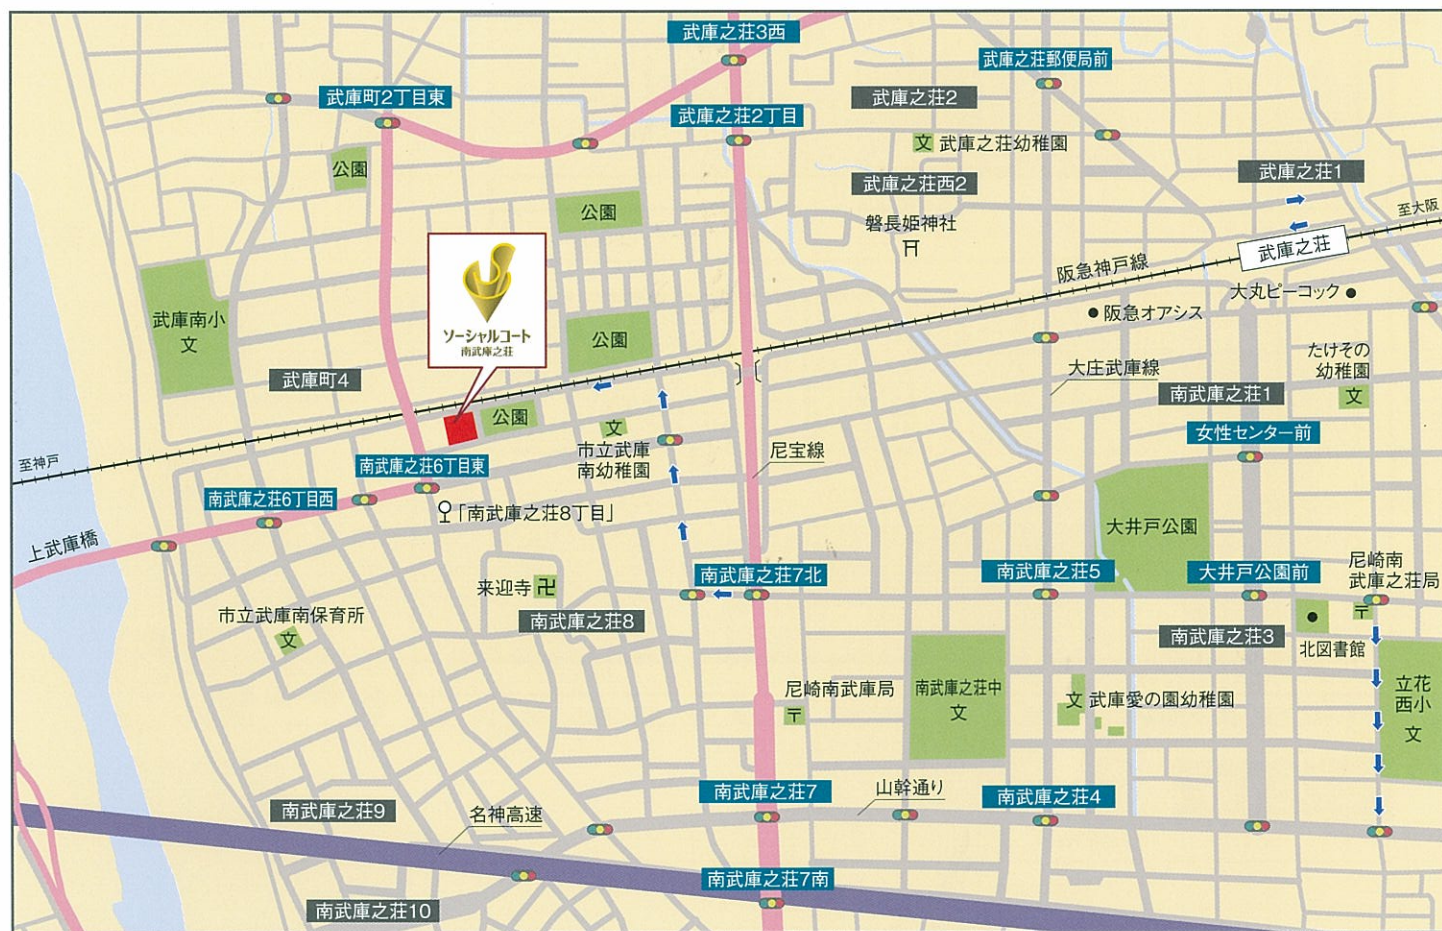 武庫之荘3西
武庫之荘郵便局前
武庫町2丁目東
武庫之荘2
武庫之荘2丁目
文 武庫之荘幼稚園
公園
武庫之荘1
武庫之荘西2
公園
至大阪
磐長姫神社
武庫之荘
阪急神戸線
大丸ピーコック
阪急オアシス
武庫南小
文
ソーシャルコート
南武庫之荘
公園
たけその
幼稚園
文
武庫町4
大庄武庫線
南武庫之荘1
公園
文
市立武庫
南幼稚園
女性センター前
尼宝線
至神戸
南武庫之荘6丁目東
南武庫之荘6丁目西
「南武庫之荘8丁目」
大井戸公園
上武庫橋
尼崎南
武庫之荘局
〒
南武庫之荘7北
南武庫之荘5
大井戸公園前
来迎寺 卍
南武庫之荘8
市立武庫南保育所
文
南武庫之荘3
北図書館
尼崎南武庫局
〒
南武庫之荘中
文
文 武庫愛の園幼稚園
立花
西小
文
南武庫之荘7
山幹通り
南武庫之荘4
南武庫之荘9
名神高速
南武庫之荘7南
南武庫之荘10